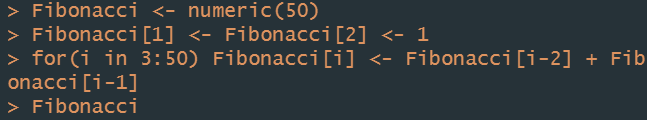 > Fibonacci <- numeric(50)
> Fibonacci[1] <- Fibonacci[2] <- 1
> for(i in 3:50) Fibonacci[i] <- Fibonacci[i-2] + Fib
onacci[i-1]
> Fibonacci